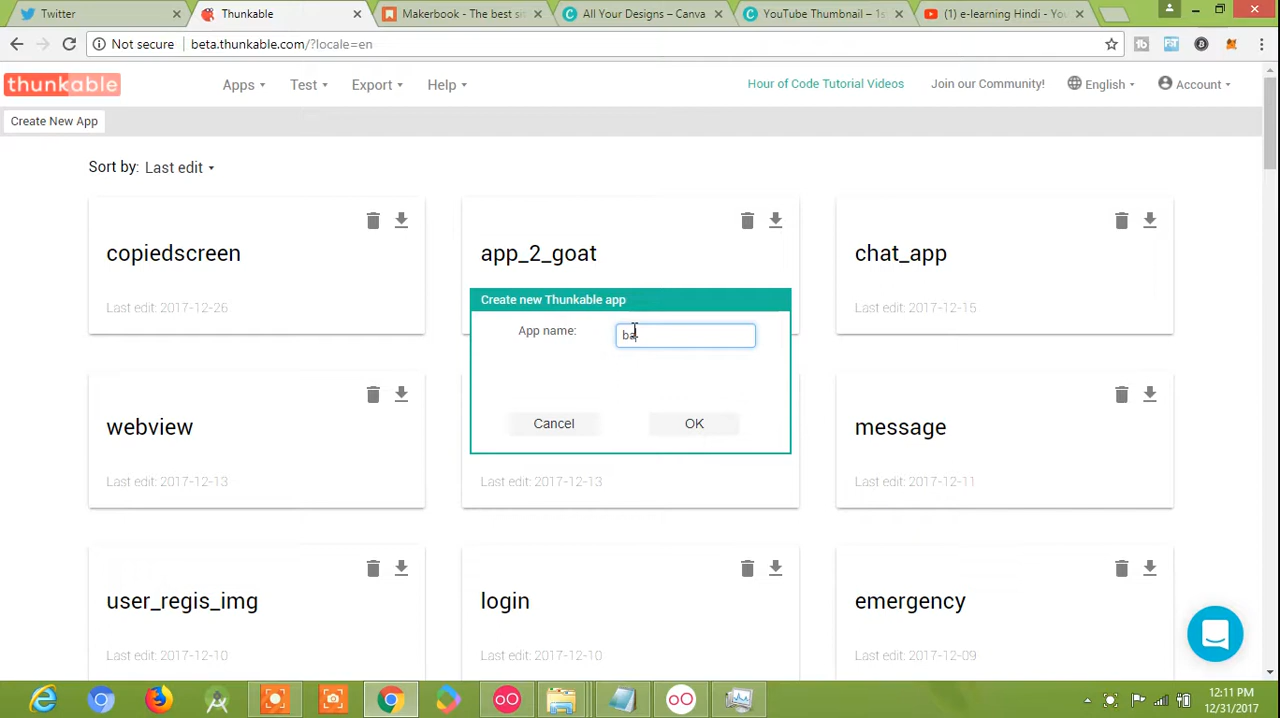 Twitter
Thunkable
Makerbook - The best si
All Your Designs – Canva
YouTube Thumbnail – 1s
(1) e-learning Hindi - Yo
Not secure
beta.thunkable.com/?locale=en
thunkable
Apps
Test
Export
Help
Hour of Code Tutorial Videos
Join our Community!
English
Account
Create New App
Sort by: Last edit
copiedscreen
Last edit: 2017-12-26
app_2_goat
chat_app
Last edit: 2017-12-15
Create new Thunkable app
App name:
ba
Cancel
OK
webview
Last edit: 2017-12-13
Last edit: 2017-12-13
message
Last edit: 2017-12-11
user_regis_img
Last edit: 2017-12-10
login
Last edit: 2017-12-10
emergency
Last edit: 2017-12-09
12:11 PM
12/31/2017